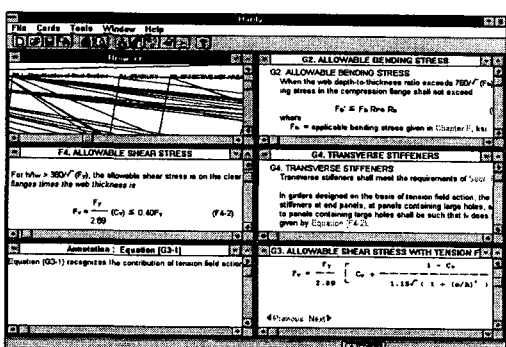 Hardy
File Cards Tools Window Help
Browser
G2. ALLOWABLE BENDING STRESS
G2 ALLOWABLE BENDING STRESS
When the web depth-to-thickness ratio exceeds 760/√
ing stress in the compression flange shall not exceed
Fb' ≤ Fb RPG Re
where
Fb = applicable bending stress given in Chapter F, ksi
F4. ALLOWABLE SHEAR STRESS
For h/tw > 380/√ (Fy), the allowable shear stress is on the clear
flanges times the web thickness is
Fv = Fy / 2.89 (Cv) ≤ 0.40Fy (F4-2)
G4. TRANSVERSE STIFFENERS
G4. TRANSVERSE STIFFENERS
Transverse stiffeners shall meet the requirements of
In girders designed on the basis of tension field action, the
stiffeners at end panels, at panels containing large holes, a
to panels containing large holes shall be such that fv does
given by Equation (F4-2).
Annotation : Equation [G3-1]
Equation [G3-1] recognizes the contribution of tension field action
G3. ALLOWABLE SHEAR STRESS WITH TENSION F
Fv = Fy / 2.89 [ Cv + 1 - Cv / 1.15√ ( 1 + (a/h)²
Previous Next